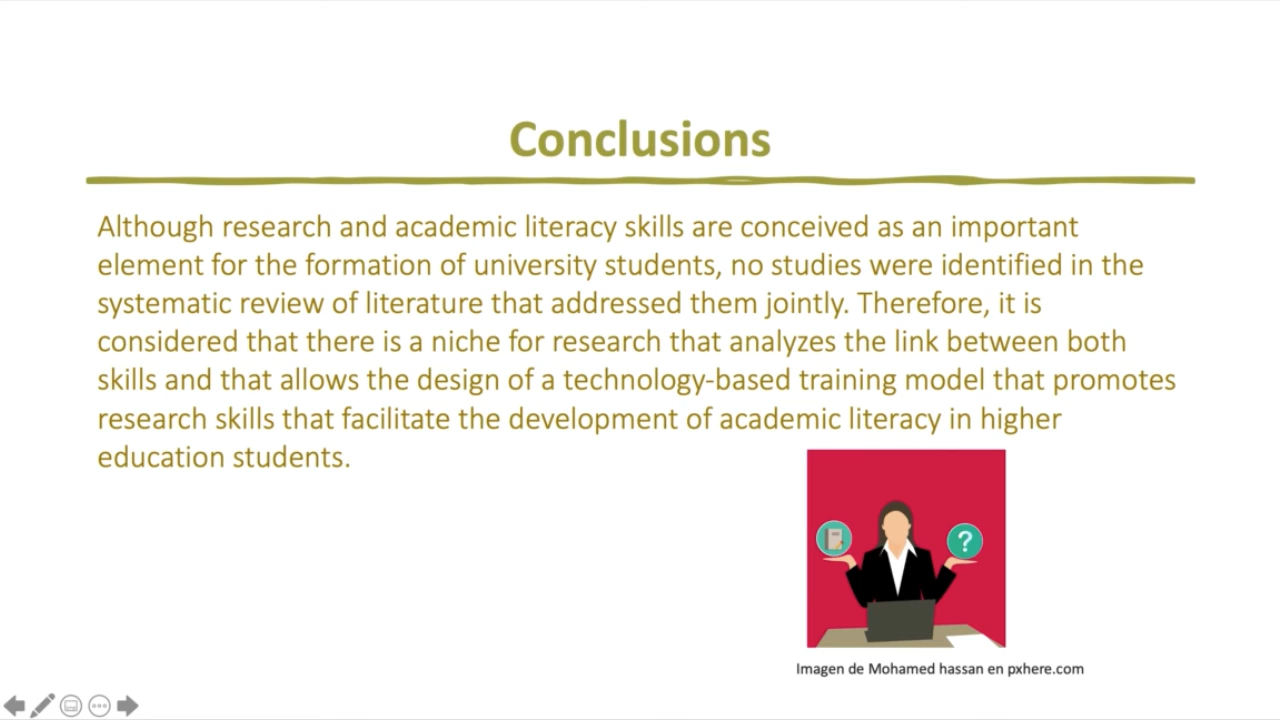 Conclusions
Although research and academic literacy skills are conceived as an important
element for the formation of university students, no studies were identified in the
systematic review of literature that addressed them jointly. Therefore, it is
considered that there is a niche for research that analyzes the link between both
skills and that allows the design of a technology-based training model that promotes
research skills that facilitate the development of academic literacy in higher
education students.
?
Imagen de Mohamed hassan en pxhere.com